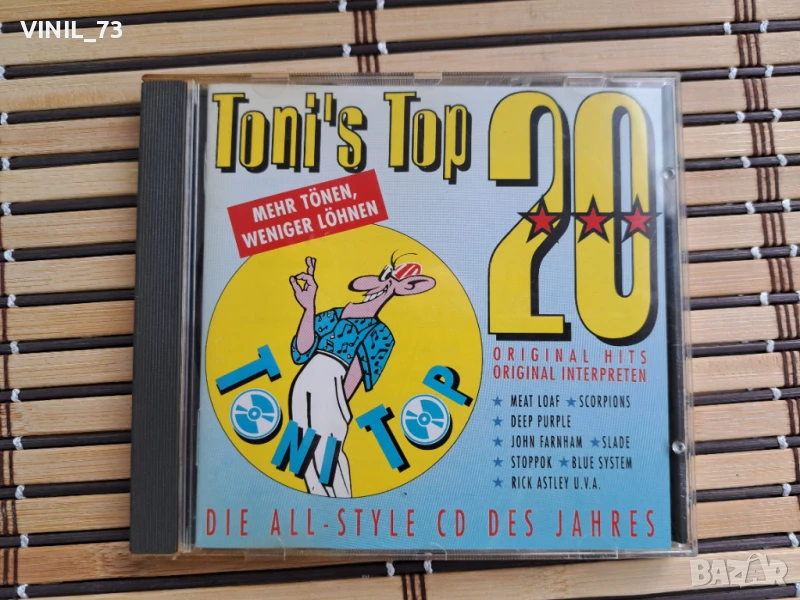 VINIL_73
Toni's Top 20
MEHR TÖNEN,
WENIGER LÖHNEN
TONI TOP
ORIGINAL HITS
ORIGINAL INTERPRETEN
★ MEAT LOAF ★ SCORPIONS
★ DEEP PURPLE
★ JOHN FARNHAM ★ SLADE
★ STOPPOK ★ BLUE SYSTEM
★ RICK ASTLEY U.V.A.
DIE ALL-STYLE CD DES JAHRES
BAZAR